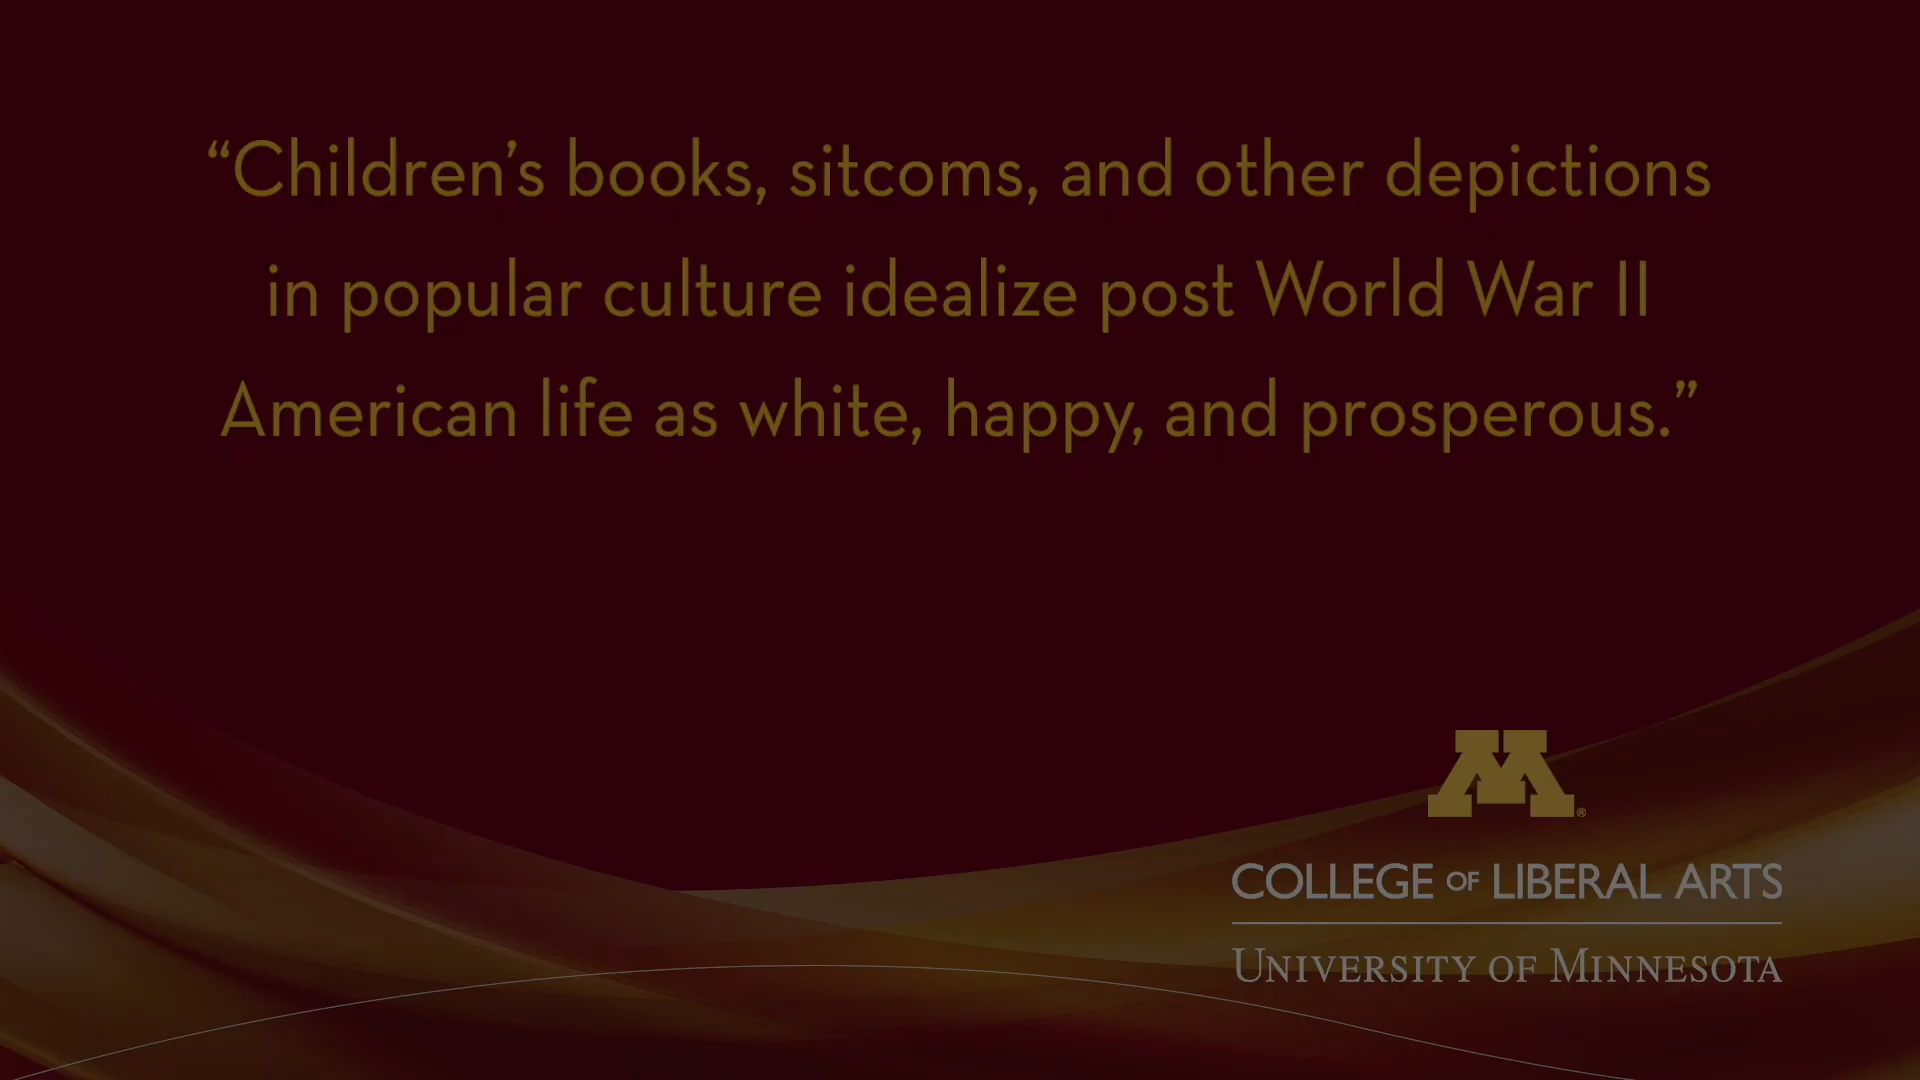 “Children’s books, sitcoms, and other depictions
in popular culture idealize post World War II
American life as white, happy, and prosperous.”
M®
COLLEGE OF LIBERAL ARTS
UNIVERSITY OF MINNESOTA